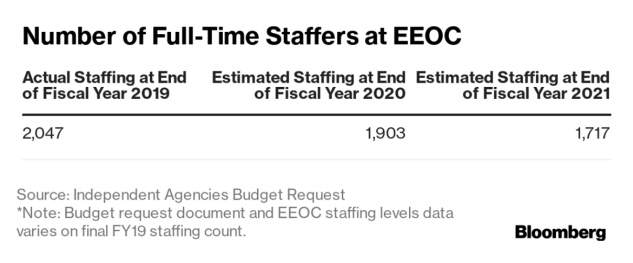 Number of Full-Time Staffers at EEOC
Actual Staffing at End of Fiscal Year 2019
Estimated Staffing at End of Fiscal Year 2020
Estimated Staffing at End of Fiscal Year 2021
2,047 1,903 1,717
Source: Independent Agencies Budget Request
*Note: Budget request document and EEOC staffing levels data
varies on final FY19 staffing count.
Bloomberg